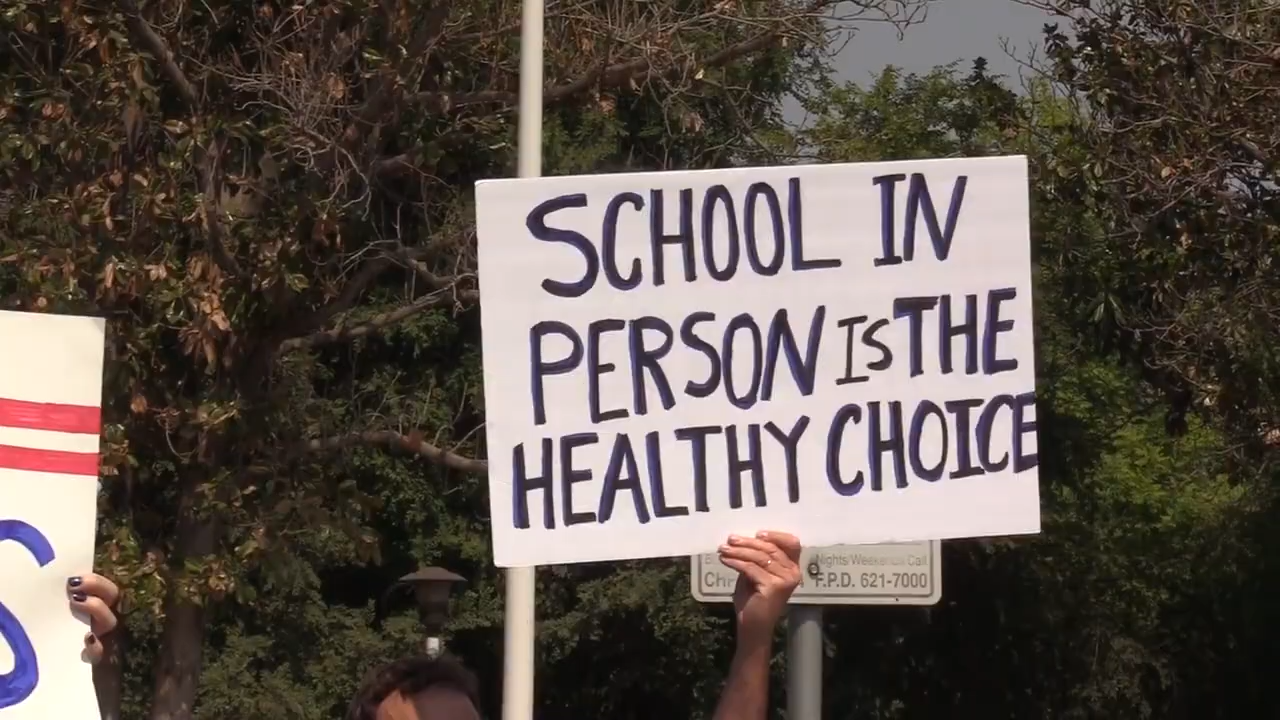 SCHOOL IN
PERSON IS THE
HEALTHY CHOICE
Nights/Weekends Call
F.P.D. 621-7000
S